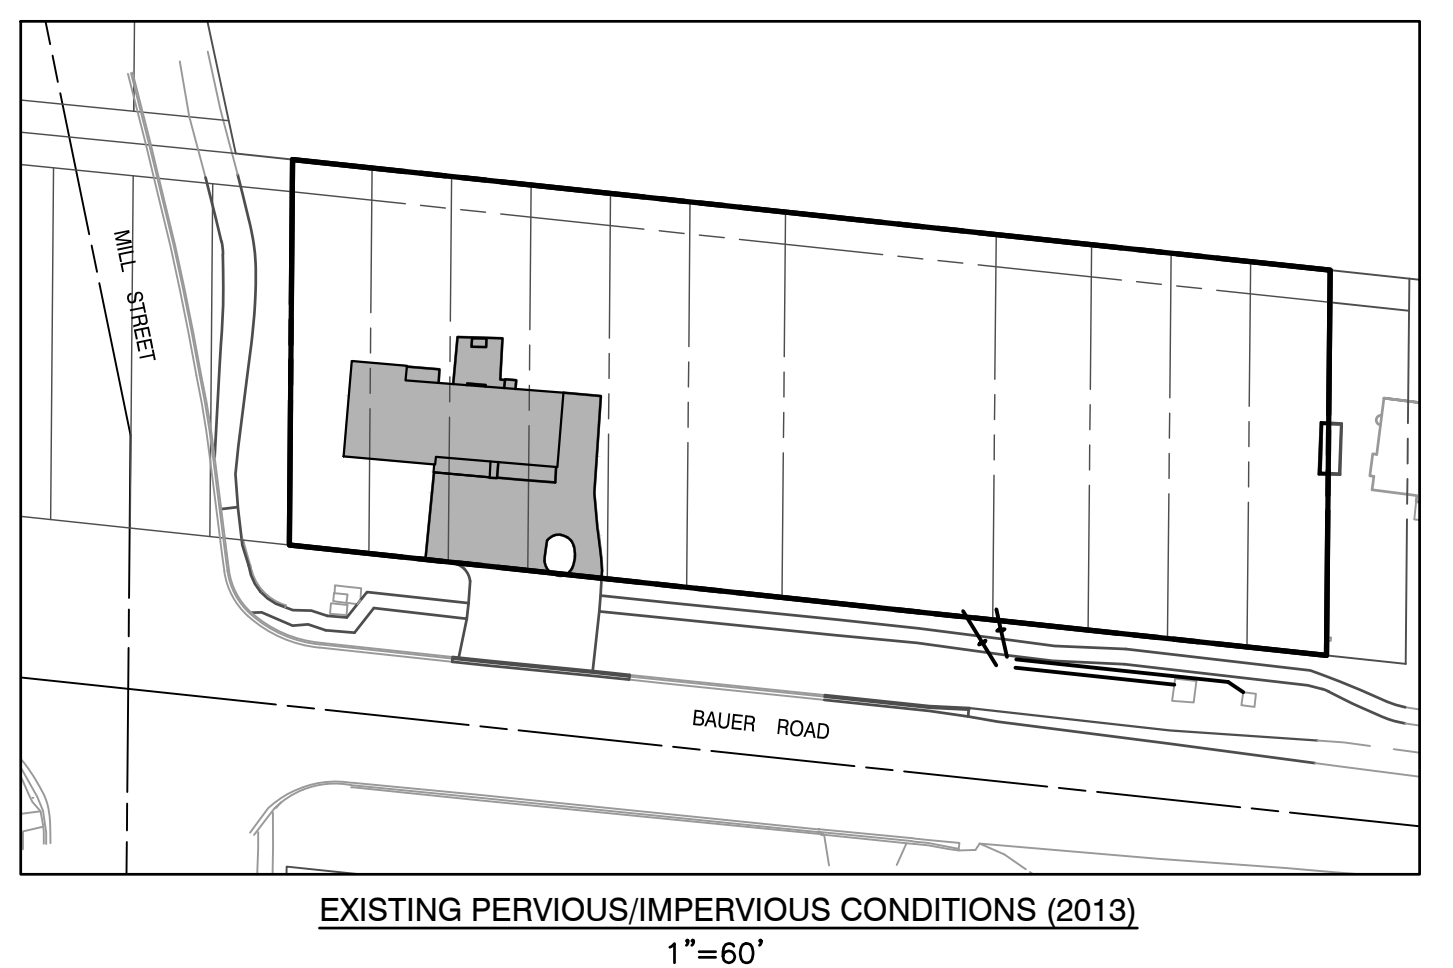 MILL STREET
BAUER ROAD
EXISTING PERVIOUS/IMPERVIOUS CONDITIONS (2013)
1"=60'